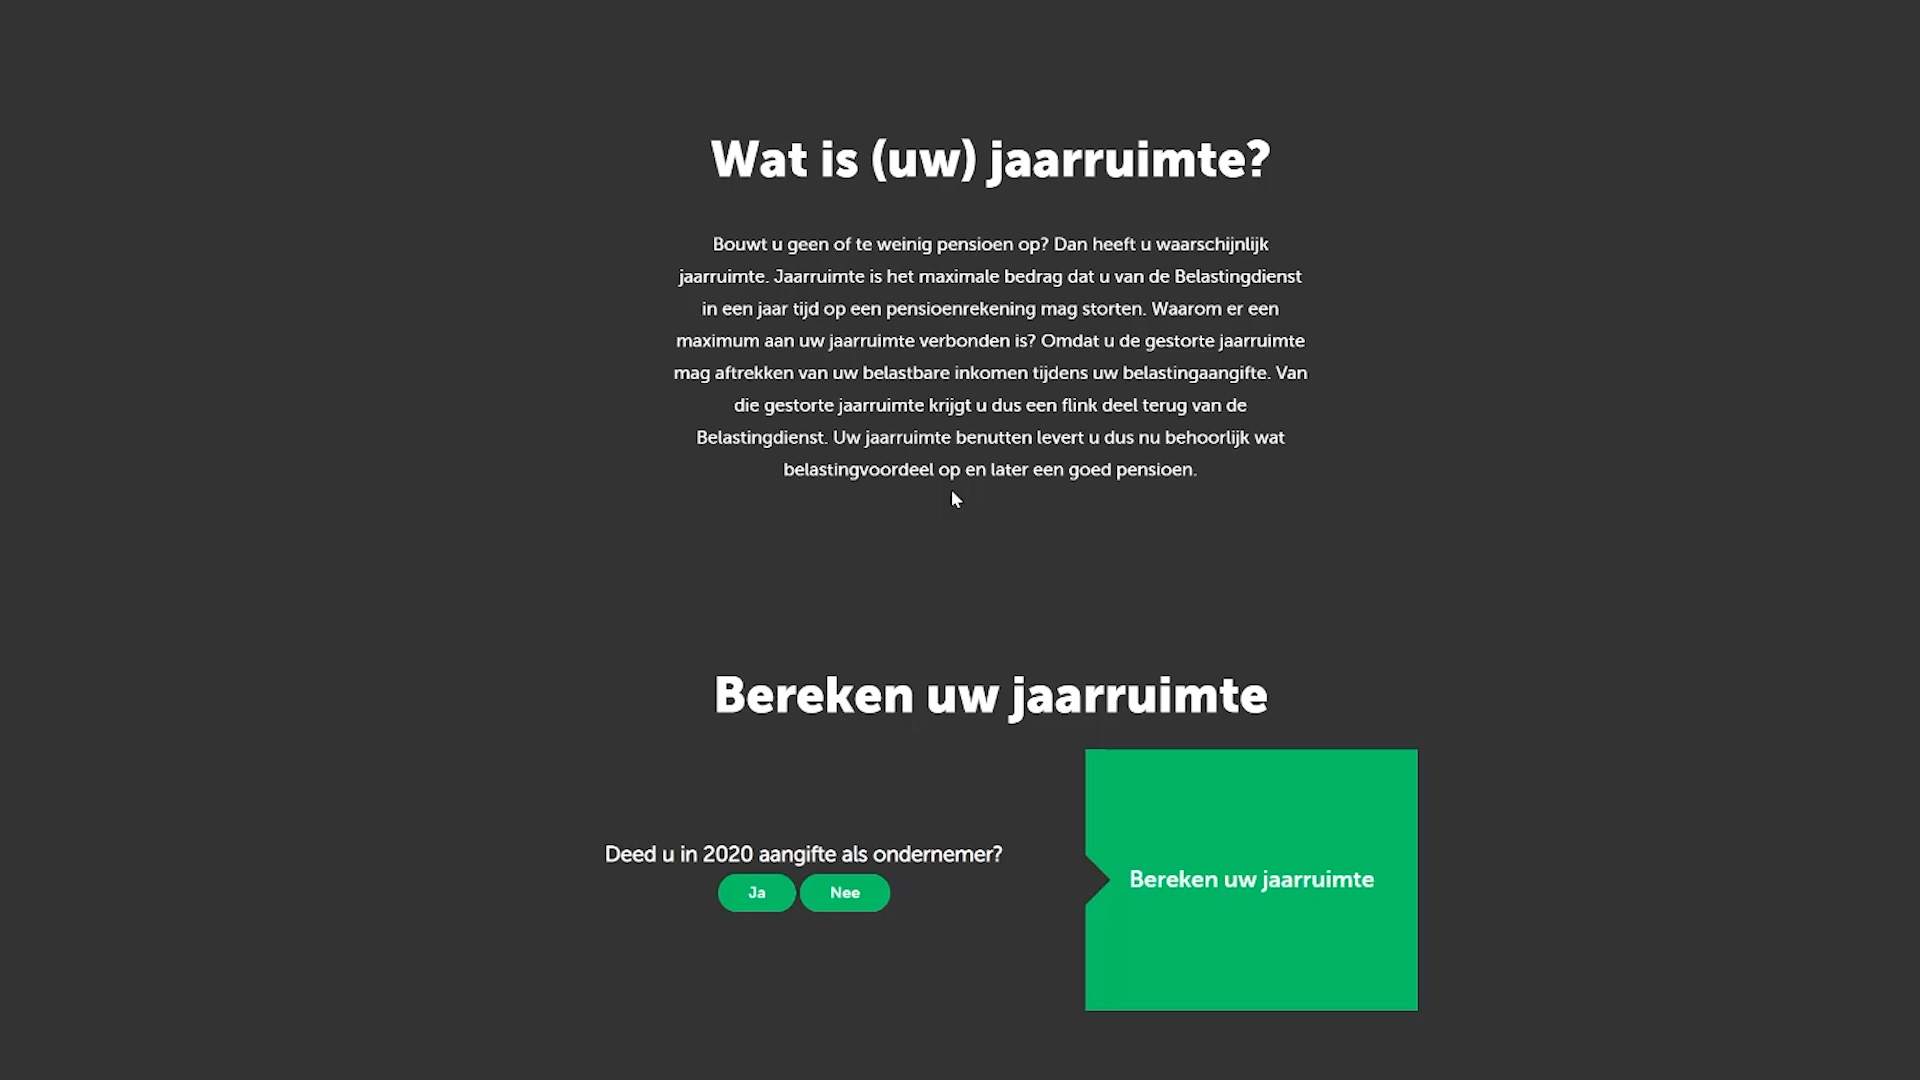 Wat is (uw) jaarruimte?
Bouwt u geen of te weinig pensioen op? Dan heeft u waarschijnlijk
jaarruimte. Jaarruimte is het maximale bedrag dat u van de Belastingdienst
in een jaar tijd op een pensioenrekening mag storten. Waarom er een
maximum aan uw jaarruimte verbonden is? Omdat u de gestorte jaarruimte
mag aftrekken van uw belastbare inkomen tijdens uw belastingaangifte. Van
die gestorte jaarruimte krijgt u dus een flink deel terug van de
Belastingdienst. Uw jaarruimte benutten levert u dus nu behoorlijk wat
belastingvoordeel op en later een goed pensioen.
Bereken uw jaarruimte
Deed u in 2020 aangifte als ondernemer?
Ja
Nee
Bereken uw jaarruimte